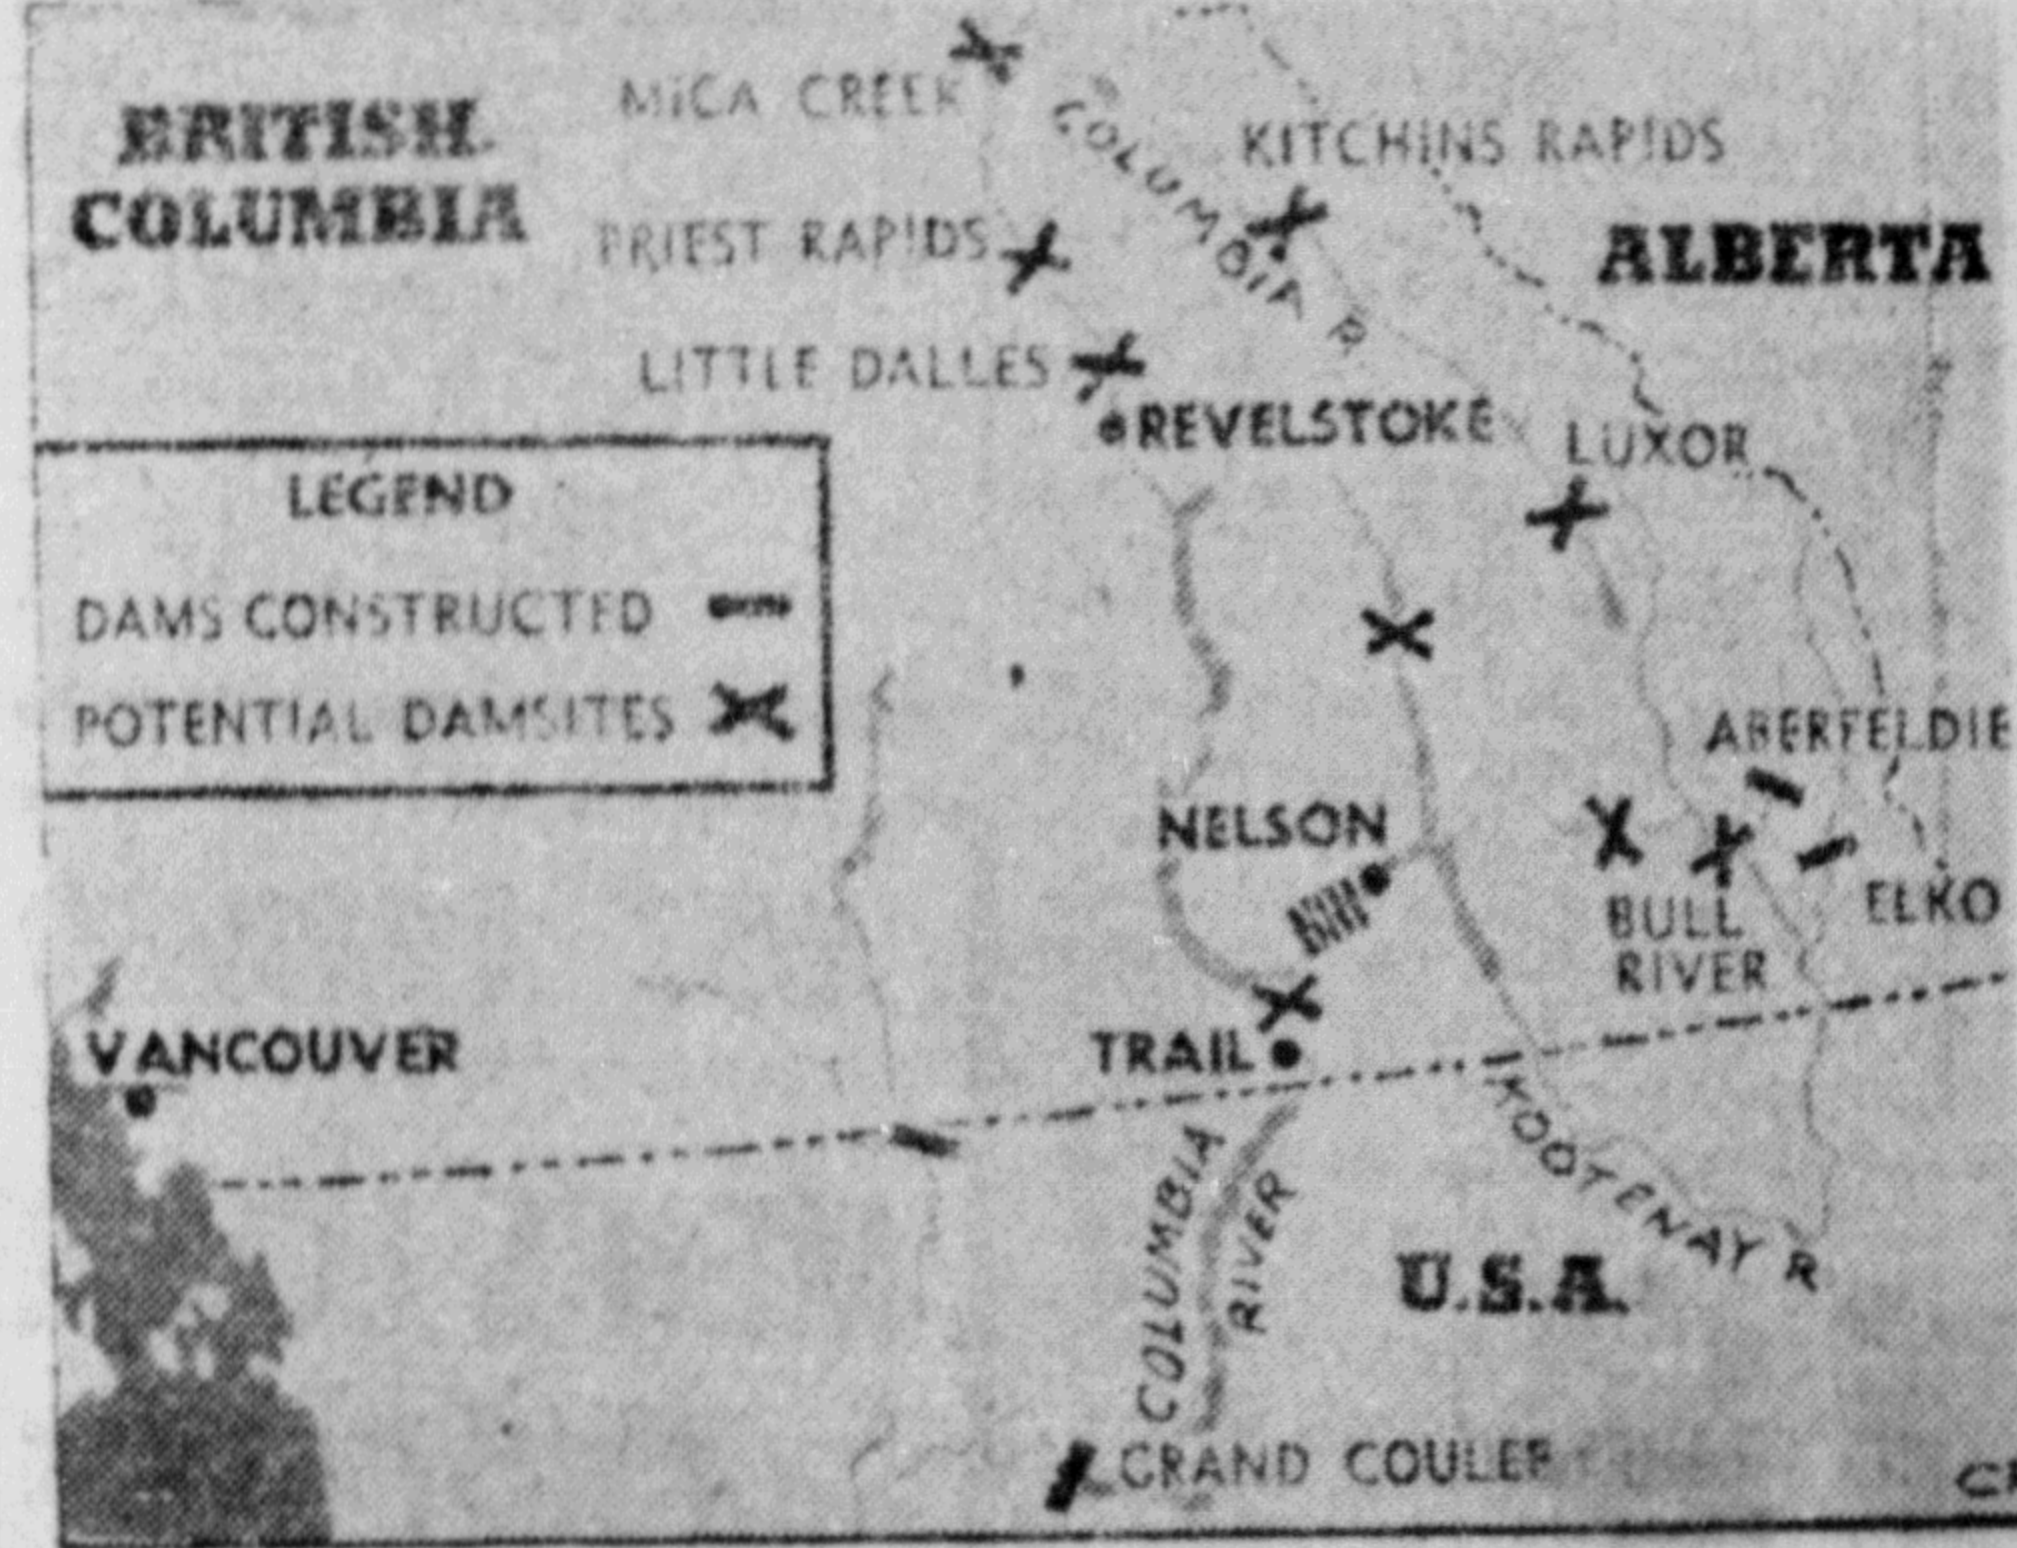 MICA CREEK
BRITISH
COLUMBIA
COLUMBIA R.
KITCHINS RAPIDS
PRIEST RAPIDS
ALBERTA
LITTLE DALLES
REVELSTOKE
LUXOR
LEGEND
DAMS CONSTRUCTED
POTENTIAL DAMSITES
ABERFELDIE
NELSON
BULL
RIVER
ELKO
VANCOUVER
TRAIL
KOOTENAY R
COLUMBIA
RIVER
U.S.A.
GRAND COULEE